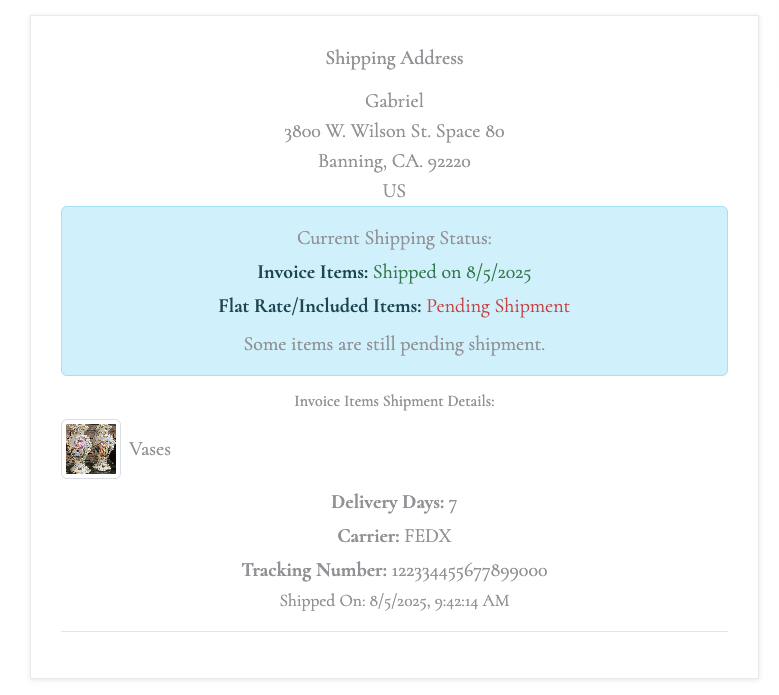 Shipping Address
Gabriel
3800 W. Wilson St. Space 80
Banning, CA. 92220
US
Current Shipping Status:
Invoice Items: Shipped on 8/5/2025
Flat Rate/Included Items: Pending Shipment
Some items are still pending shipment.
Invoice Items Shipment Details:
Vases
Delivery Days: 7
Carrier: FEDX
Tracking Number: 122334455677899000
Shipped On: 8/5/2025, 9:42:14 AM